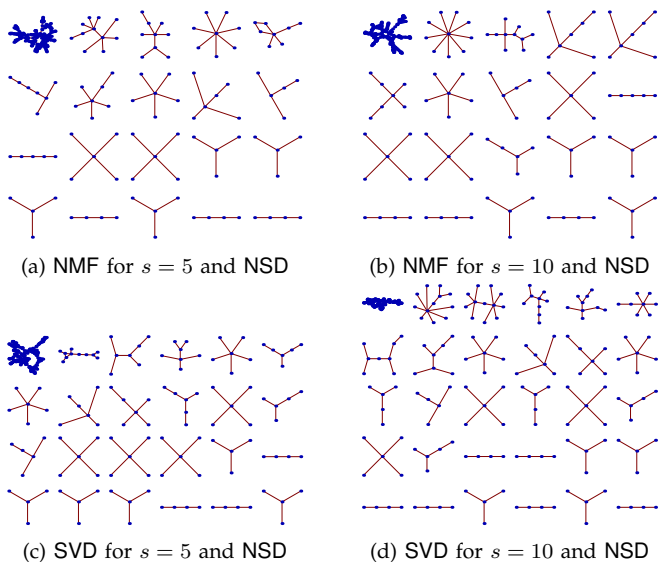 (a) NMF for s = 5 and NSD
(b) NMF for s = 10 and NSD
(c) SVD for s = 5 and NSD
(d) SVD for s = 10 and NSD